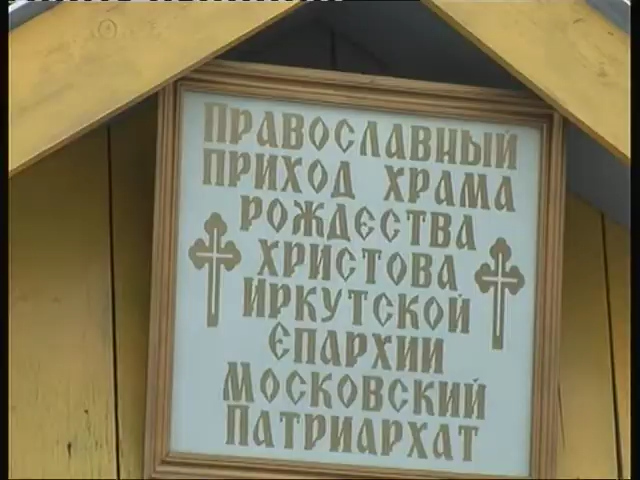 Православный
приход храма
Рождества
Христова
Иркутской
Епархии
Московский
Патриархат